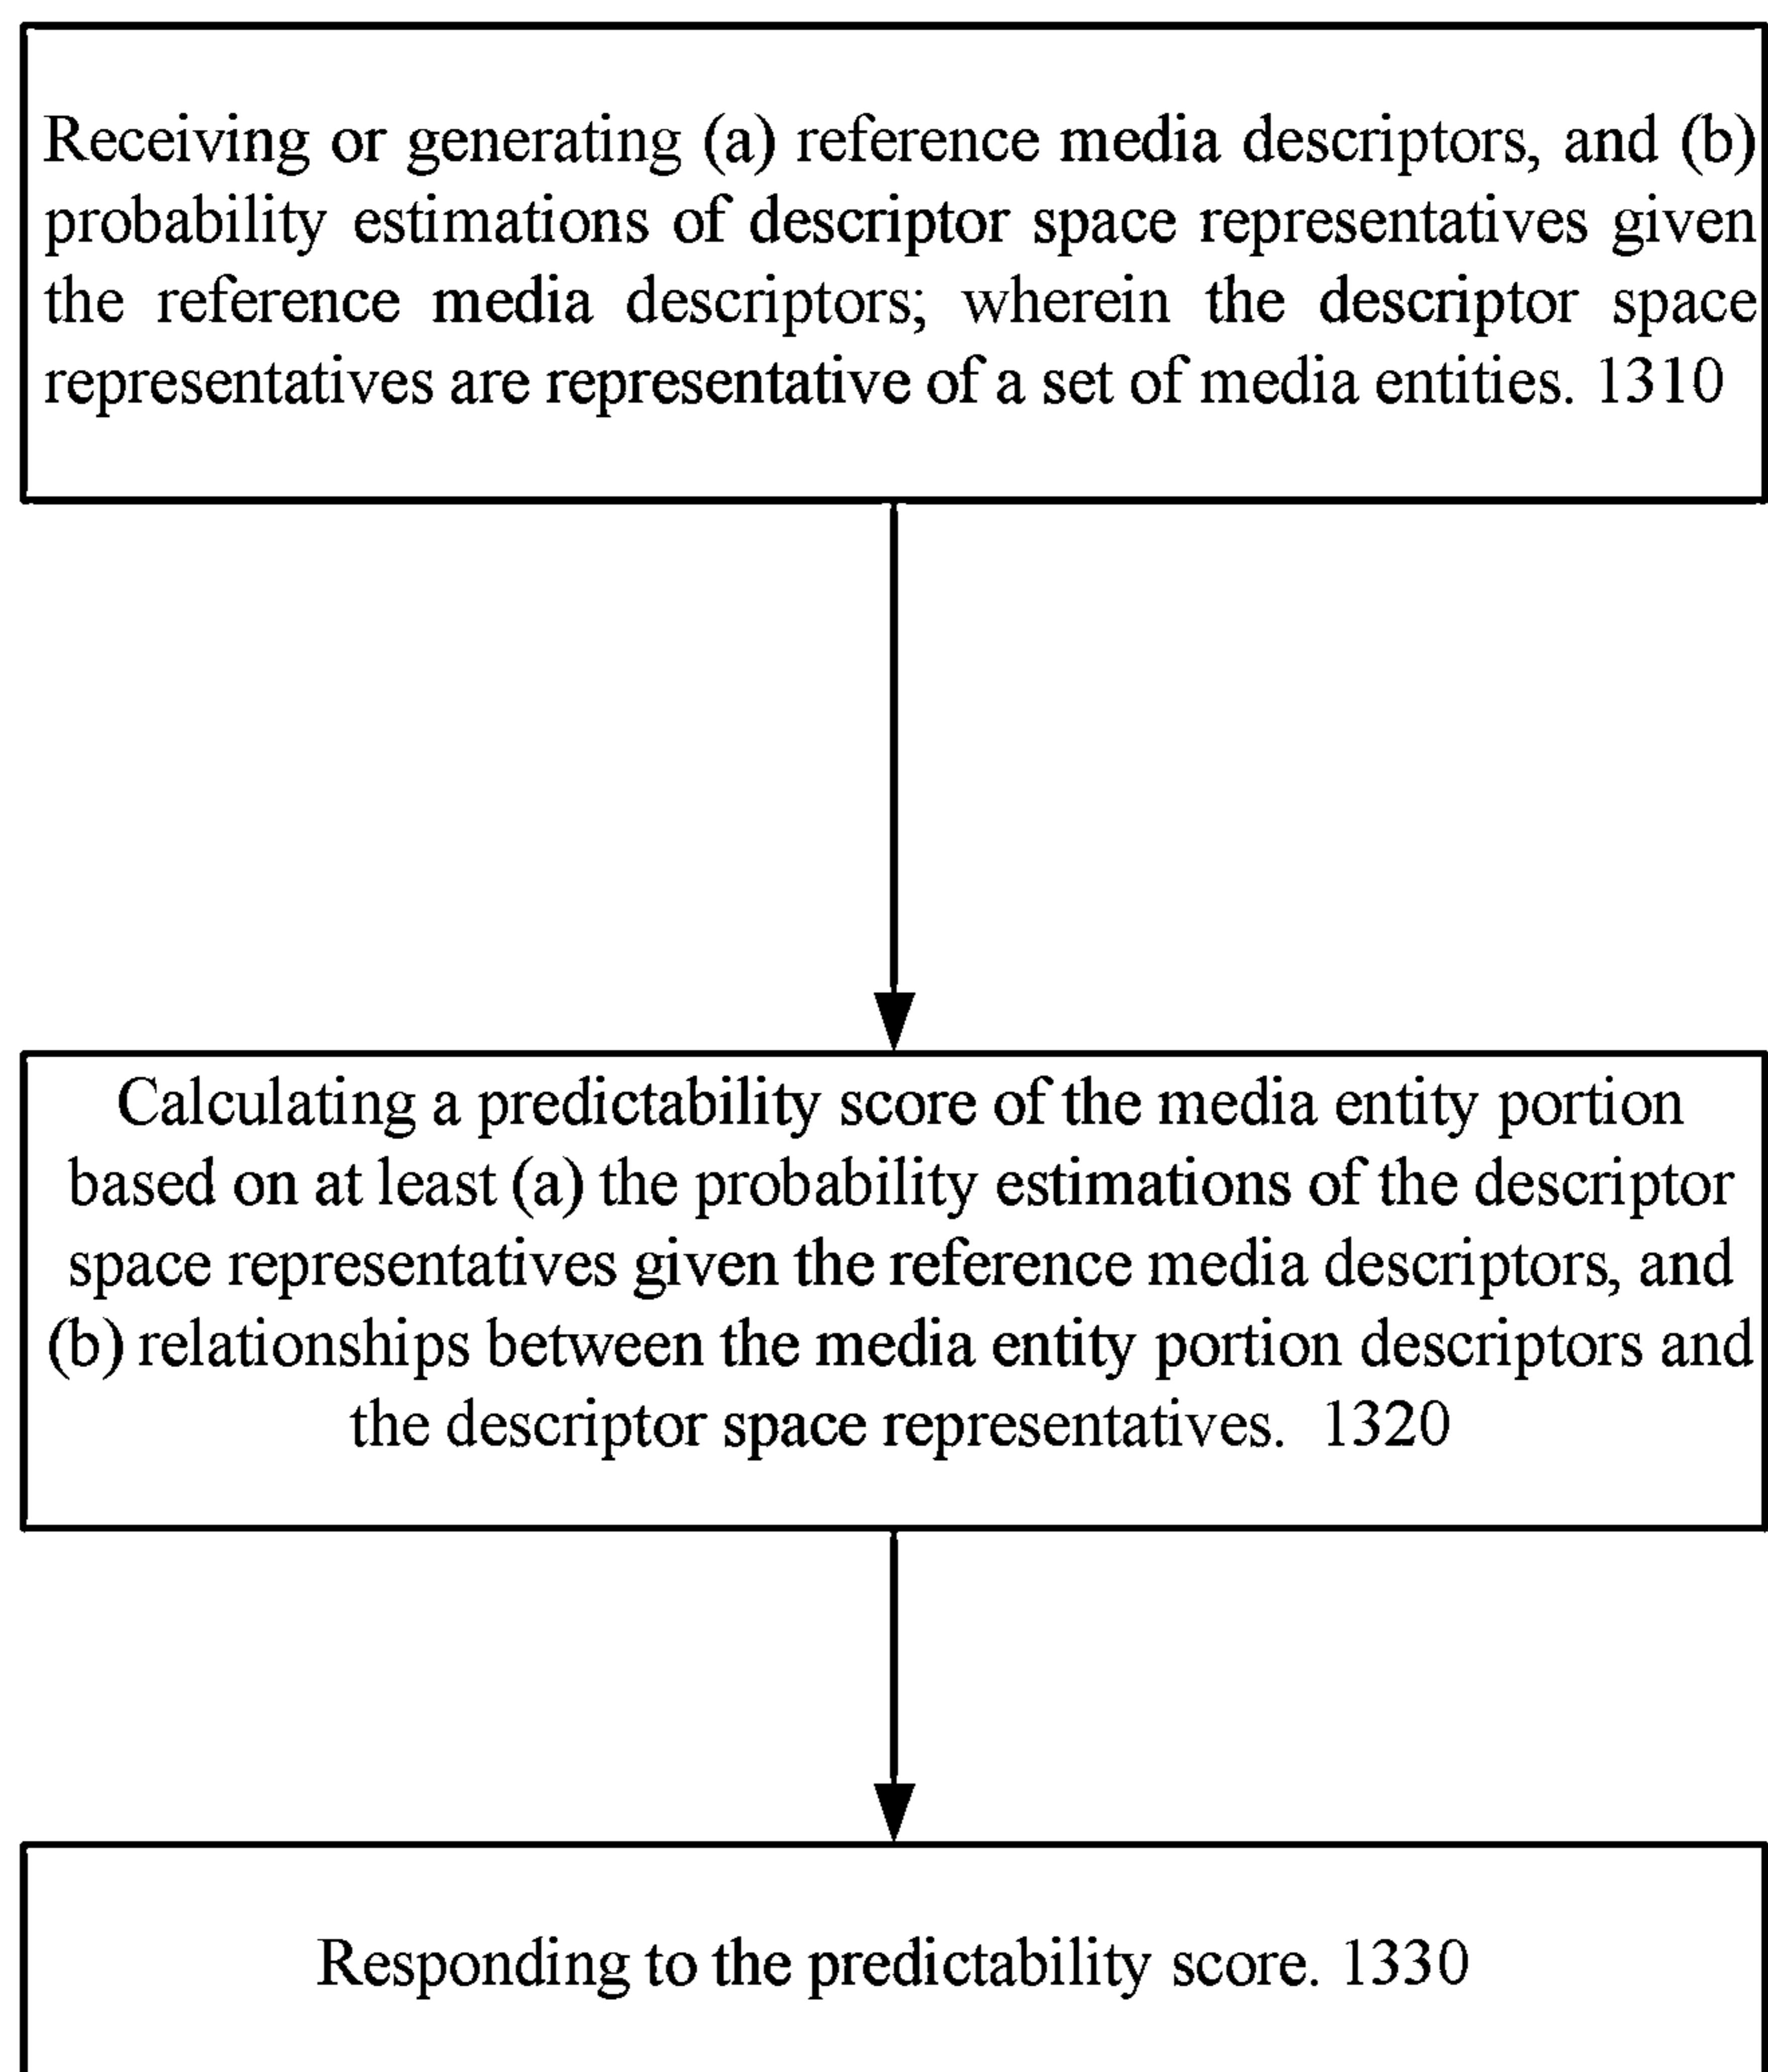 Receiving or generating (a) reference media descriptors, and (b)
probability estimations of descriptor space representatives given
the reference media descriptors; wherein the descriptor space
representatives are representative of a set of media entities. 1310
Calculating a predictability score of the media entity portion
based on at least (a) the probability estimations of the descriptor
space representatives given the reference media descriptors, and
(b) relationships between the media entity portion descriptors and
the descriptor space representatives. 1320
Responding to the predictability score. 1330